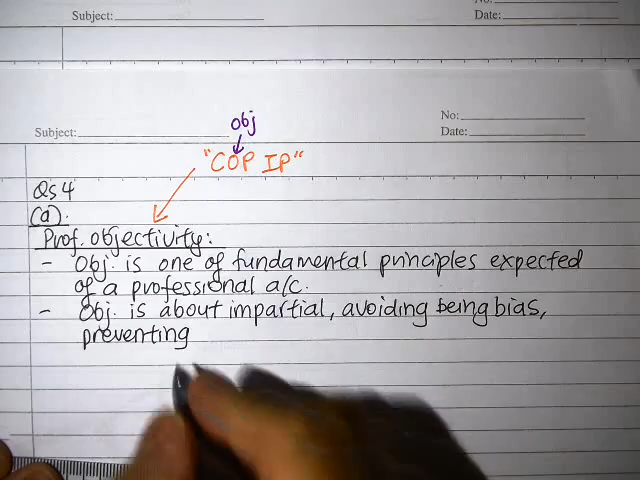 No:
Subject:
Date:
obj
No:
Subject:
Date:
"COP IP"
Qs 4
(a).
Prof. objectivity:
- Obj. is one of fundamental principles expected
of a professional a/c.
- Obj. is about impartial, avoiding being bias,
preventing